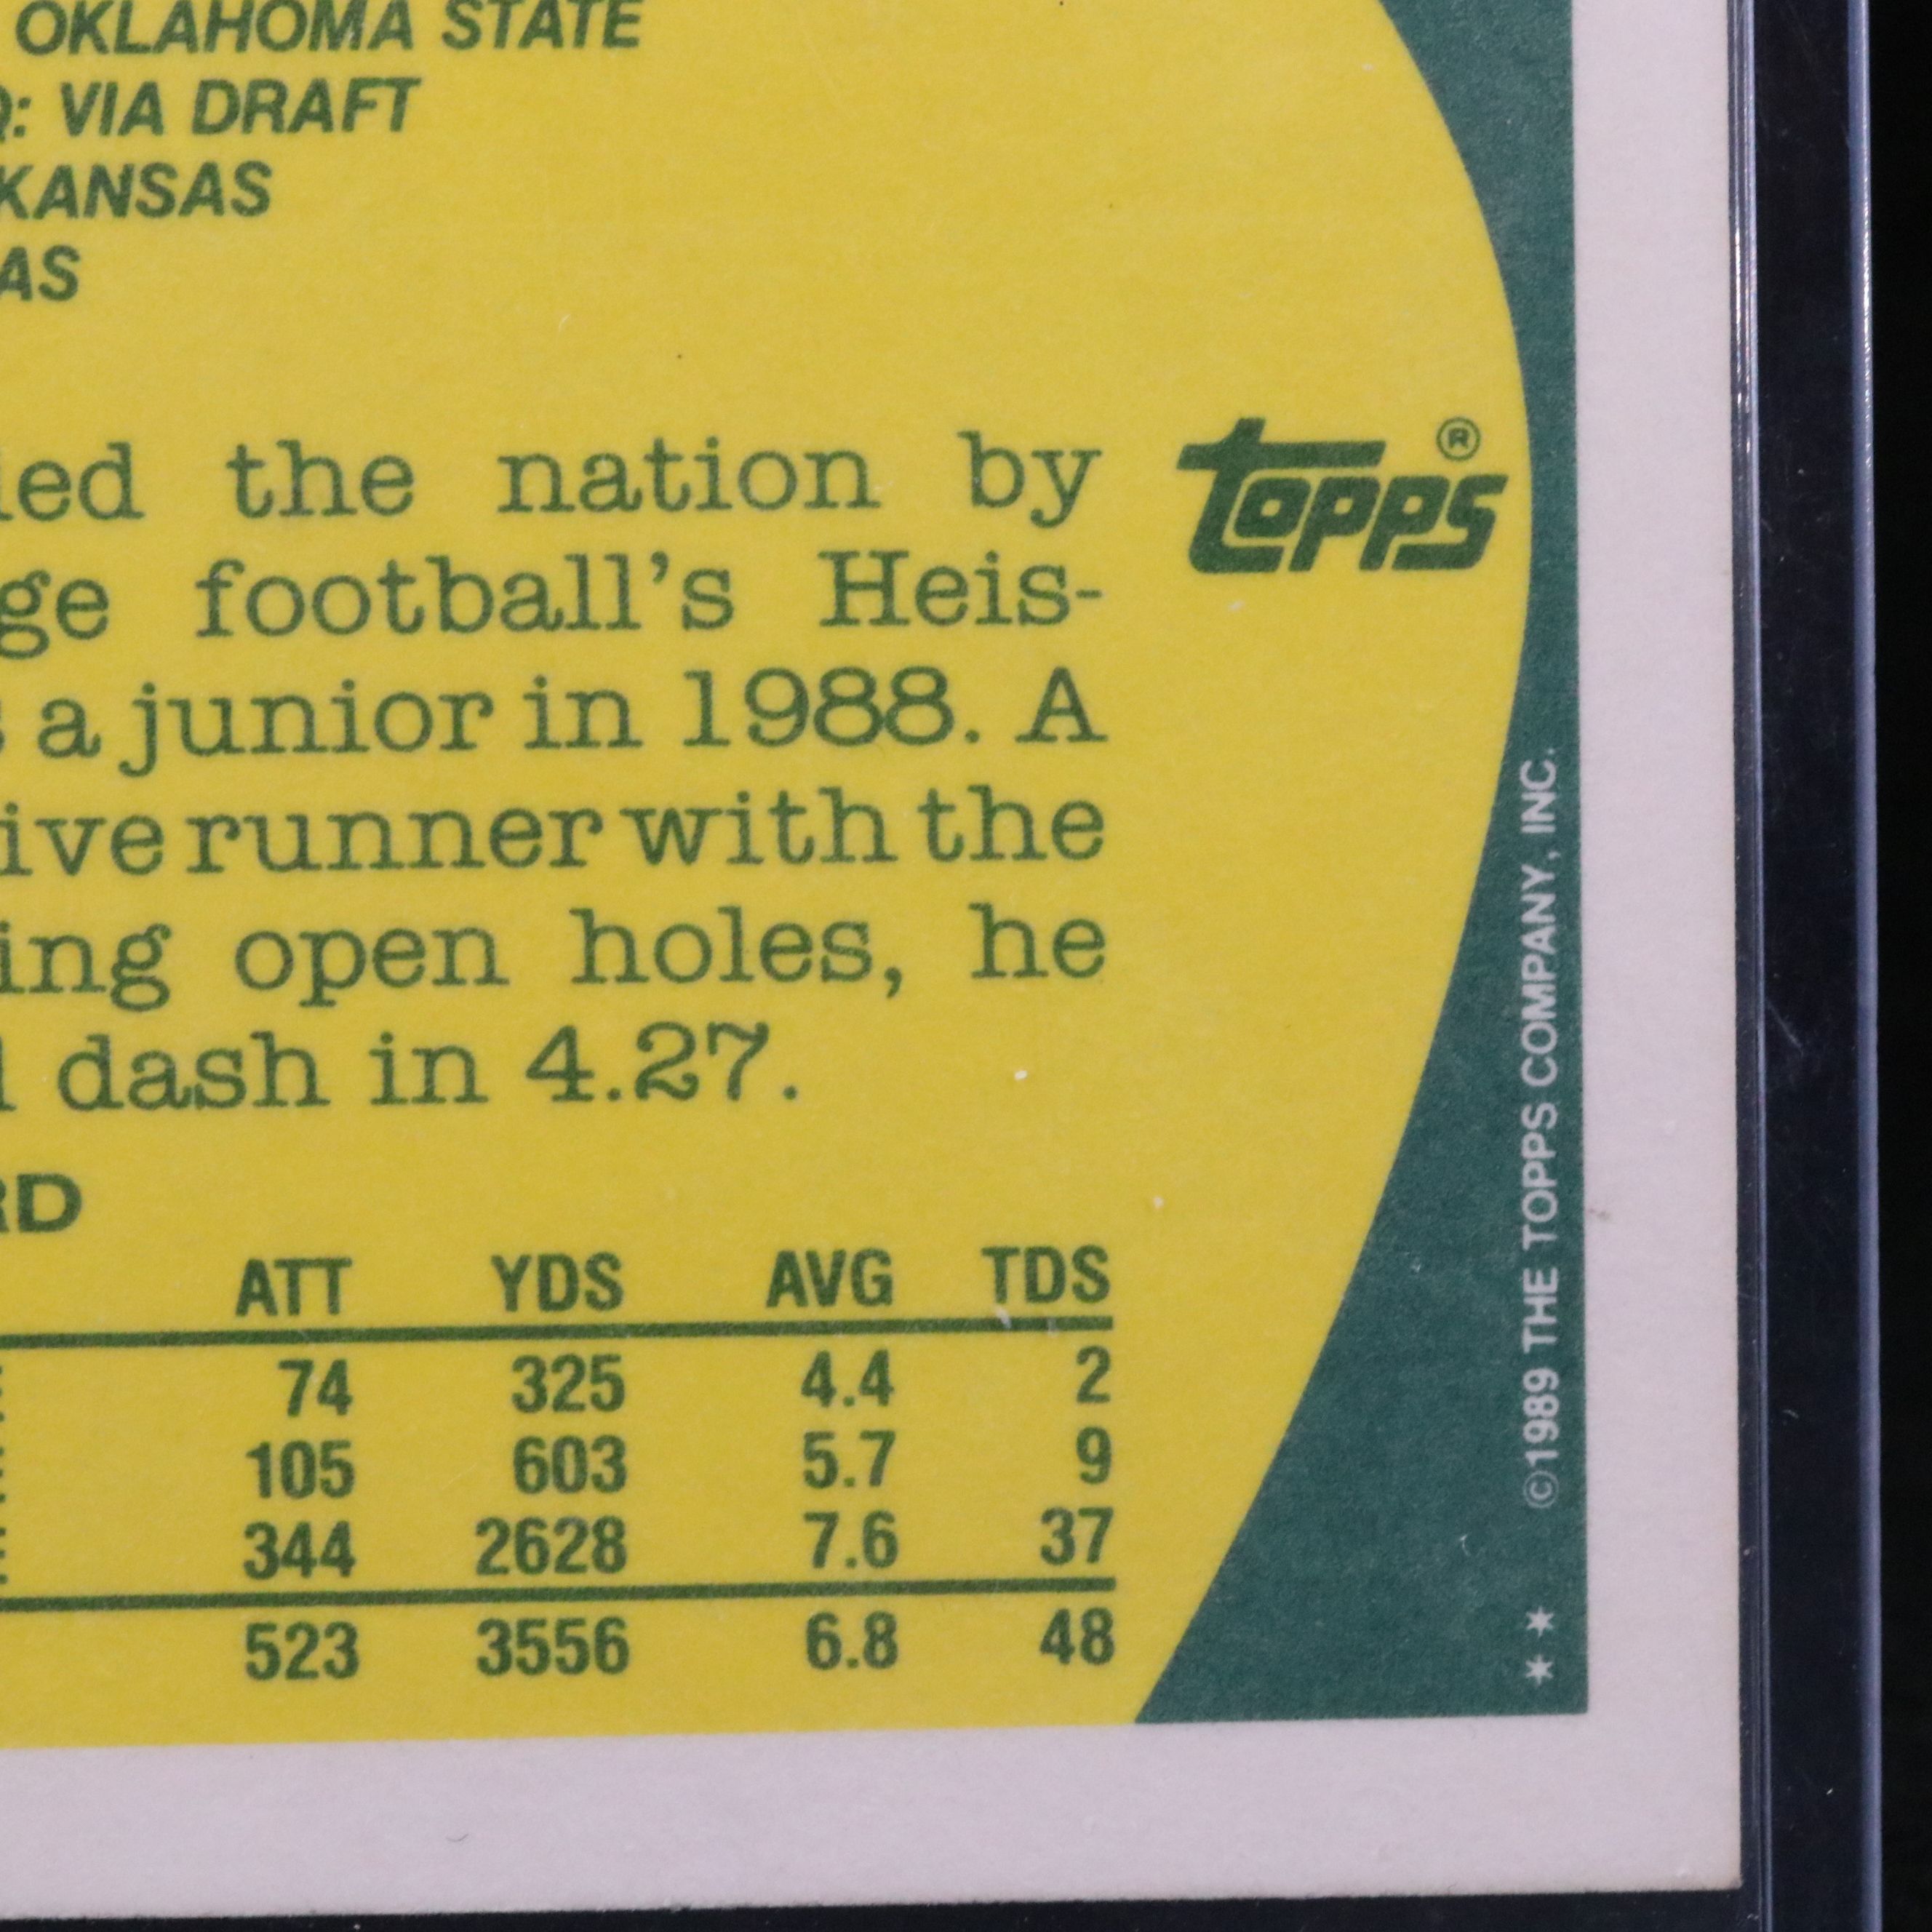 OKLAHOMA STATE
: VIA DRAFT
KANSAS
AS
led the nation by
topps®
ge football's Heis-
a junior in 1988. A
ive runner with the
ing open holes, he
dash in 4.27.
RD
ATT YDS AVG TDS
74 325 4.4 2
105 603 5.7 9
344 2628 7.6 37
523 3556 6.8 48
©1989 THE TOPPS COMPANY, INC.
**